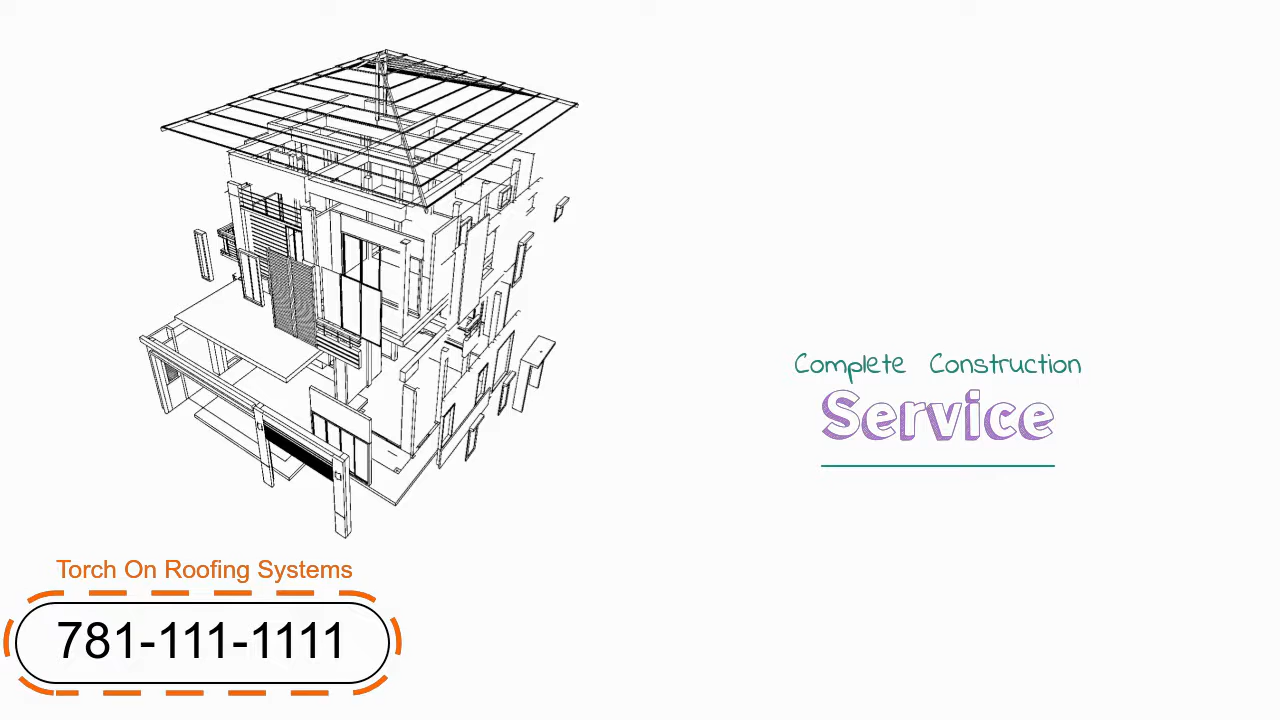 Complete Construction
Service
Torch On Roofing Systems
781-111-1111